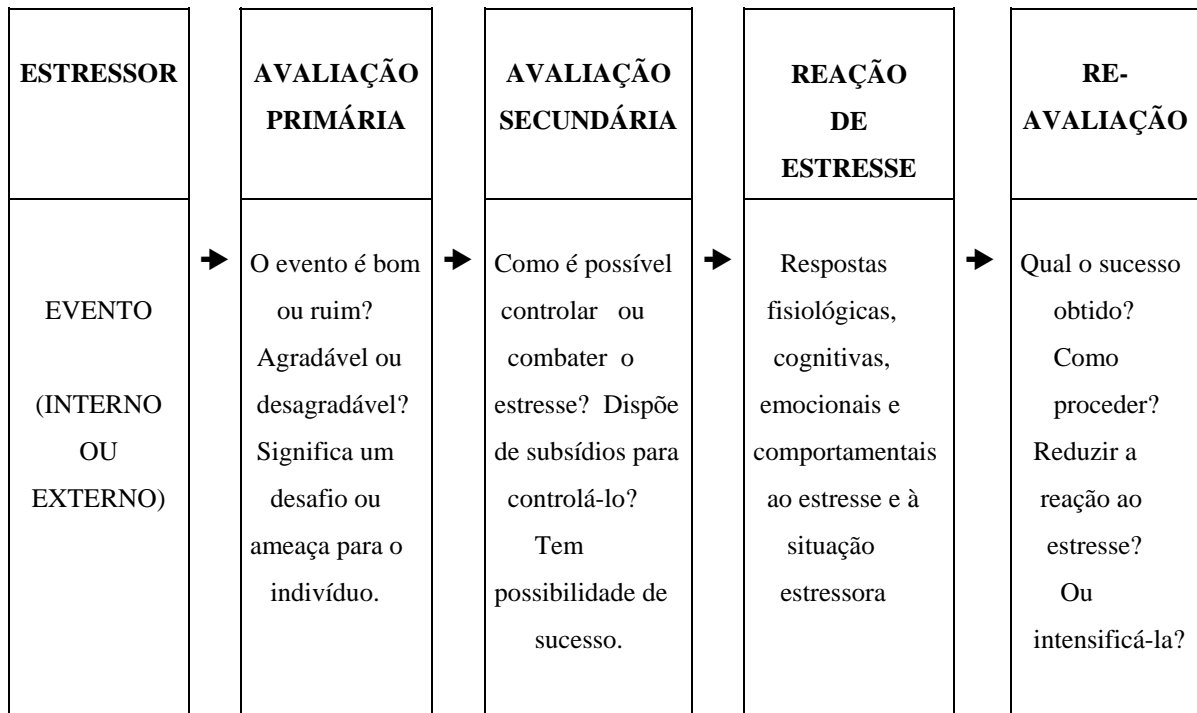 ESTRESSOR
AVALIAÇÃO
PRIMÁRIA
AVALIAÇÃO
SECUNDÁRIA
REAÇÃO
DE
ESTRESSE
RE-
AVALIAÇÃO
EVENTO
(INTERNO
OU
EXTERNO)
O evento é bom
ou ruim?
Agradável ou
desagradável?
Significa um
desafio ou
ameaça para o
indivíduo.
Como é possível
controlar ou
combater o
estresse? Dispõe
de subsídios para
controlá-lo?
Tem
possibilidade de
sucesso.
Respostas
fisiológicas,
cognitivas,
emocionais e
comportamentais
ao estresse e à
situação
estressora
Qual o sucesso
obtido?
Como
proceder?
Reduzir a
reação ao
estresse?
Ou
intensificá-la?